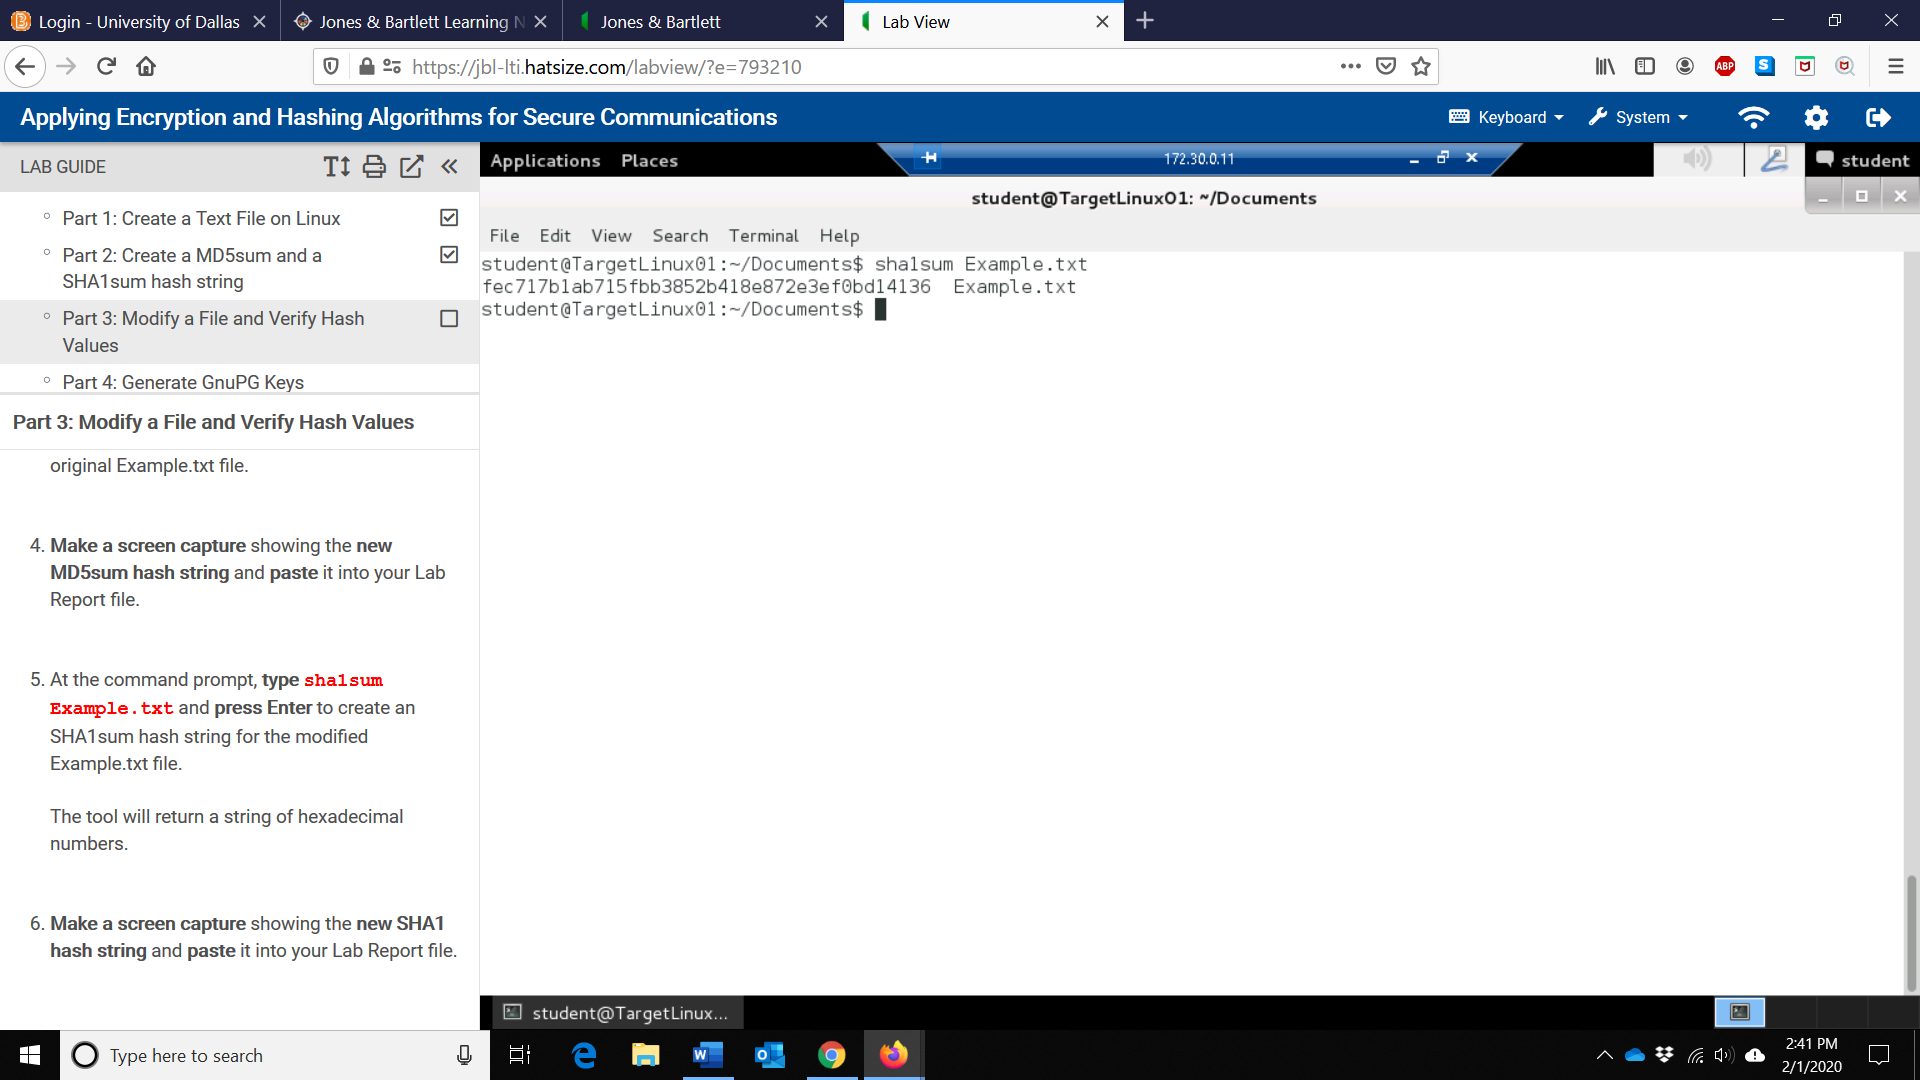 Login - University of Dallas
Jones & Bartlett Learning N
Jones & Bartlett
Lab View
https://jbl-lti.hatsize.com/labview/?e=793210
ABP
S
Applying Encryption and Hashing Algorithms for Secure Communications
Keyboard
System
LAB GUIDE
Part 1: Create a Text File on Linux
Part 2: Create a MD5sum and a
SHA1sum hash string
Part 3: Modify a File and Verify Hash
Values
Part 4: Generate GnuPG Keys
Part 3: Modify a File and Verify Hash Values
original Example.txt file.
4. Make a screen capture showing the new
MD5sum hash string and paste it into your Lab
Report file.
5. At the command prompt, type sha1sum
Example.txt and press Enter to create an
SHA1sum hash string for the modified
Example.txt file.
The tool will return a string of hexadecimal
numbers.
6. Make a screen capture showing the new SHA1
hash string and paste it into your Lab Report file.
Applications Places
172.30.0.11
student
student@TargetLinux01: ~/Documents
File Edit View Search Terminal Help
student@TargetLinux01:~/Documents$ sha1sum Example.txt
fec717b1ab715fbb3852b418e872e3ef0bd14136  Example.txt
student@TargetLinux01:~/Documents$
student@TargetLinux...
Type here to search
2:41 PM
2/1/2020